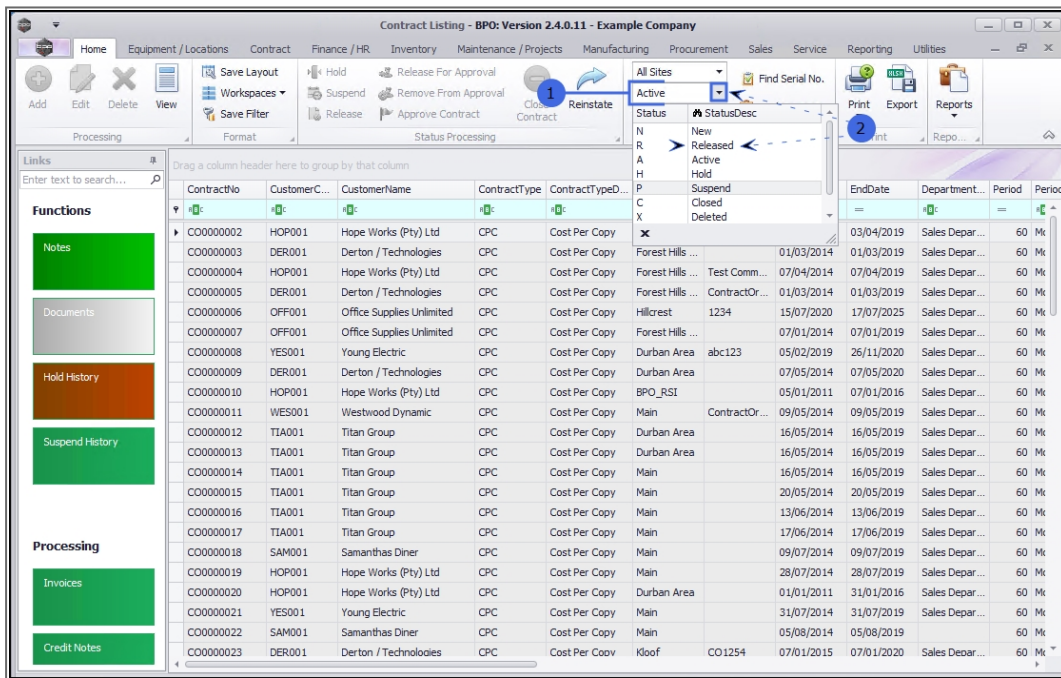 Contract Listing - BPO: Version 2.4.0.11 - Example Company
Home Equipment / Locations Contract Finance / HR Inventory Maintenance / Projects Manufacturing Procurement Sales Service Reporting Utilities
Add Edit Delete View
Save Layout
Workspaces
Save Filter
Hold
Suspend
Release
Release For Approval
Remove From Approval
Approve Contract
Contract
Reinstate
1
All Sites
Active
Find Serial No.
2
Print Export Reports
Processing Format Status Processing Repo...
Status StatusDesc
N New
R Released
A Active
H Hold
P Suspend
C Closed
X Deleted
Links
Enter text to search...
Functions
Notes
Documents
Hold History
Suspend History
Processing
Invoices
Credit Notes
Drag a column header here to group by that column
ContractNo CustomerC... CustomerName ContractType ContractTypeD... EndDate Department... Period Perio
CO0000002 HOP001 Hope Works (Pty) Ltd CPC Cost Per Copy 03/04/2019 Sales Depar... 60 Mc
CO0000003 DER001 Derton / Technologies CPC Cost Per Copy Forest Hills ... 01/03/2014 01/03/2019 Sales Depar... 60 Mc
CO0000004 HOP001 Hope Works (Pty) Ltd CPC Cost Per Copy Forest Hills ... Test Comm... 07/04/2014 07/04/2019 Sales Depar... 60 Mc
CO0000005 DER001 Derton / Technologies CPC Cost Per Copy Forest Hills ... ContractOr... 01/03/2014 01/03/2019 Sales Depar... 60 Mc
CO0000006 OFF001 Office Supplies Unlimited CPC Cost Per Copy Hillcrest 1234 15/07/2020 17/07/2025 Sales Depar... 60 Mc
CO0000007 OFF001 Office Supplies Unlimited CPC Cost Per Copy Forest Hills ... 07/01/2014 07/01/2019 Sales Depar... 60 Mc
CO0000008 YES001 Young Electric CPC Cost Per Copy Durban Area abc123 05/02/2019 26/11/2020 Sales Depar... 60 Mc
CO0000009 DER001 Derton / Technologies CPC Cost Per Copy Durban Area 07/05/2014 07/05/2020 Sales Depar... 60 Mc
CO0000010 HOP001 Hope Works (Pty) Ltd CPC Cost Per Copy BPO_RSI 05/01/2011 07/01/2016 Sales Depar... 60 Mc
CO0000011 WES001 Westwood Dynamic CPC Cost Per Copy Main ContractOr... 09/05/2014 09/05/2019 Sales Depar... 60 Mc
CO0000012 TIA001 Titan Group CPC Cost Per Copy Durban Area 16/05/2014 16/05/2019 Sales Depar... 60 Mc
CO0000013 TIA001 Titan Group CPC Cost Per Copy Durban Area 16/05/2014 16/05/2019 Sales Depar... 60 Mc
CO0000014 TIA001 Titan Group CPC Cost Per Copy Main 16/05/2014 16/05/2019 Sales Depar... 60 Mc
CO0000015 TIA001 Titan Group CPC Cost Per Copy Main 20/05/2014 20/05/2019 Sales Depar... 60 Mc
CO0000016 TIA001 Titan Group CPC Cost Per Copy Main 13/06/2014 13/06/2019 Sales Depar... 60 Mc
CO0000017 TIA001 Titan Group CPC Cost Per Copy Main 17/06/2014 17/06/2019 Sales Depar... 60 Mc
CO0000018 SAM001 Samanthas Diner CPC Cost Per Copy Main 09/07/2014 09/07/2019 Sales Depar... 60 Mc
CO0000019 HOP001 Hope Works (Pty) Ltd CPC Cost Per Copy Main 28/07/2014 28/07/2019 Sales Depar... 60 Mc
CO0000020 HOP001 Hope Works (Pty) Ltd CPC Cost Per Copy Durban Area 01/01/2011 31/01/2016 Sales Depar... 60 Mc
CO0000021 YES001 Young Electric CPC Cost Per Copy Main 31/07/2014 31/07/2019 Sales Depar... 60 Mc
CO0000022 SAM001 Samanthas Diner CPC Cost Per Copy Main 05/08/2014 05/08/2019 60 Mc
CO0000023 DER001 Derton / Technologies CPC Cost Per Copy Kloof CO1254 07/01/2015 07/01/2020 Sales Depar... 60 Mc